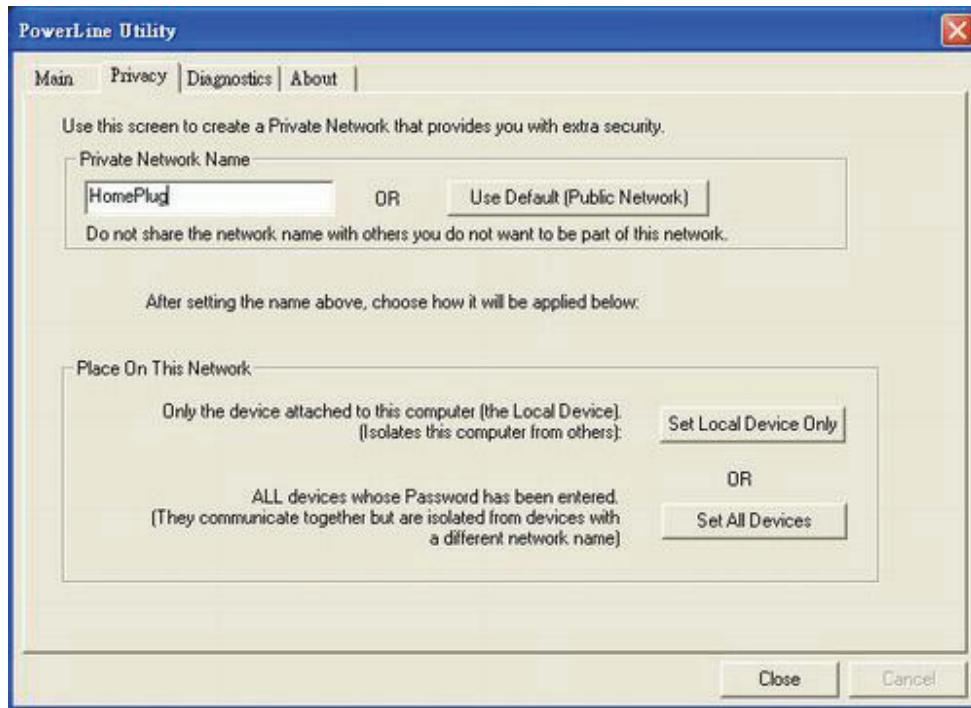 PowerLine Utility
Main Privacy Diagnostics About
Use this screen to create a Private Network that provides you with extra security.
Private Network Name
HomePlug OR Use Default (Public Network)
Do not share the network name with others you do not want to be part of this network.
After setting the name above, choose how it will be applied below:
Place On This Network
Only the device attached to this computer (the Local Device).
(Isolates this computer from others):
Set Local Device Only
OR
ALL devices whose Password has been entered.
(They communicate together but are isolated from devices with
a different network name)
Set All Devices
Close Cancel